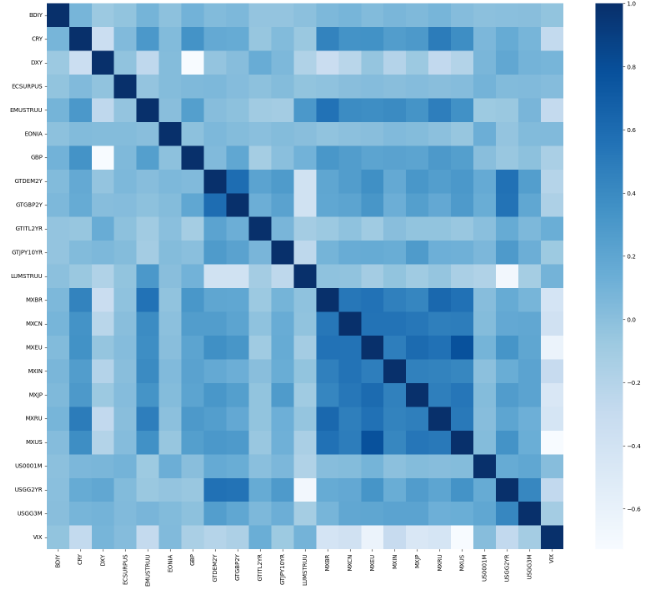 BDIY
CRY
DXY
ECSURPUS
EMUSTRUU
EONIA
GBP
GTDEM2Y
GTGBP2Y
GTITL2YR
GTJPY10YR
LUMSTRUU
MXBR
MXCN
MXEU
MXIN
MXJP
MXRU
MXUS
US0001M
USGG2YR
USGG3M
VIX
BDIY CRY DXY ECSURPUS EMUSTRUU EONIA GBP GTDEM2Y GTGBP2Y GTITL2YR GTJPY10YR LUMSTRUU MXBR MXCN MXEU MXIN MXJP MXRU MXUS US0001M USGG2YR USGG3M VIX
1.0
0.8
0.6
0.4
0.2
0.0
−0.2
−0.4
−0.6